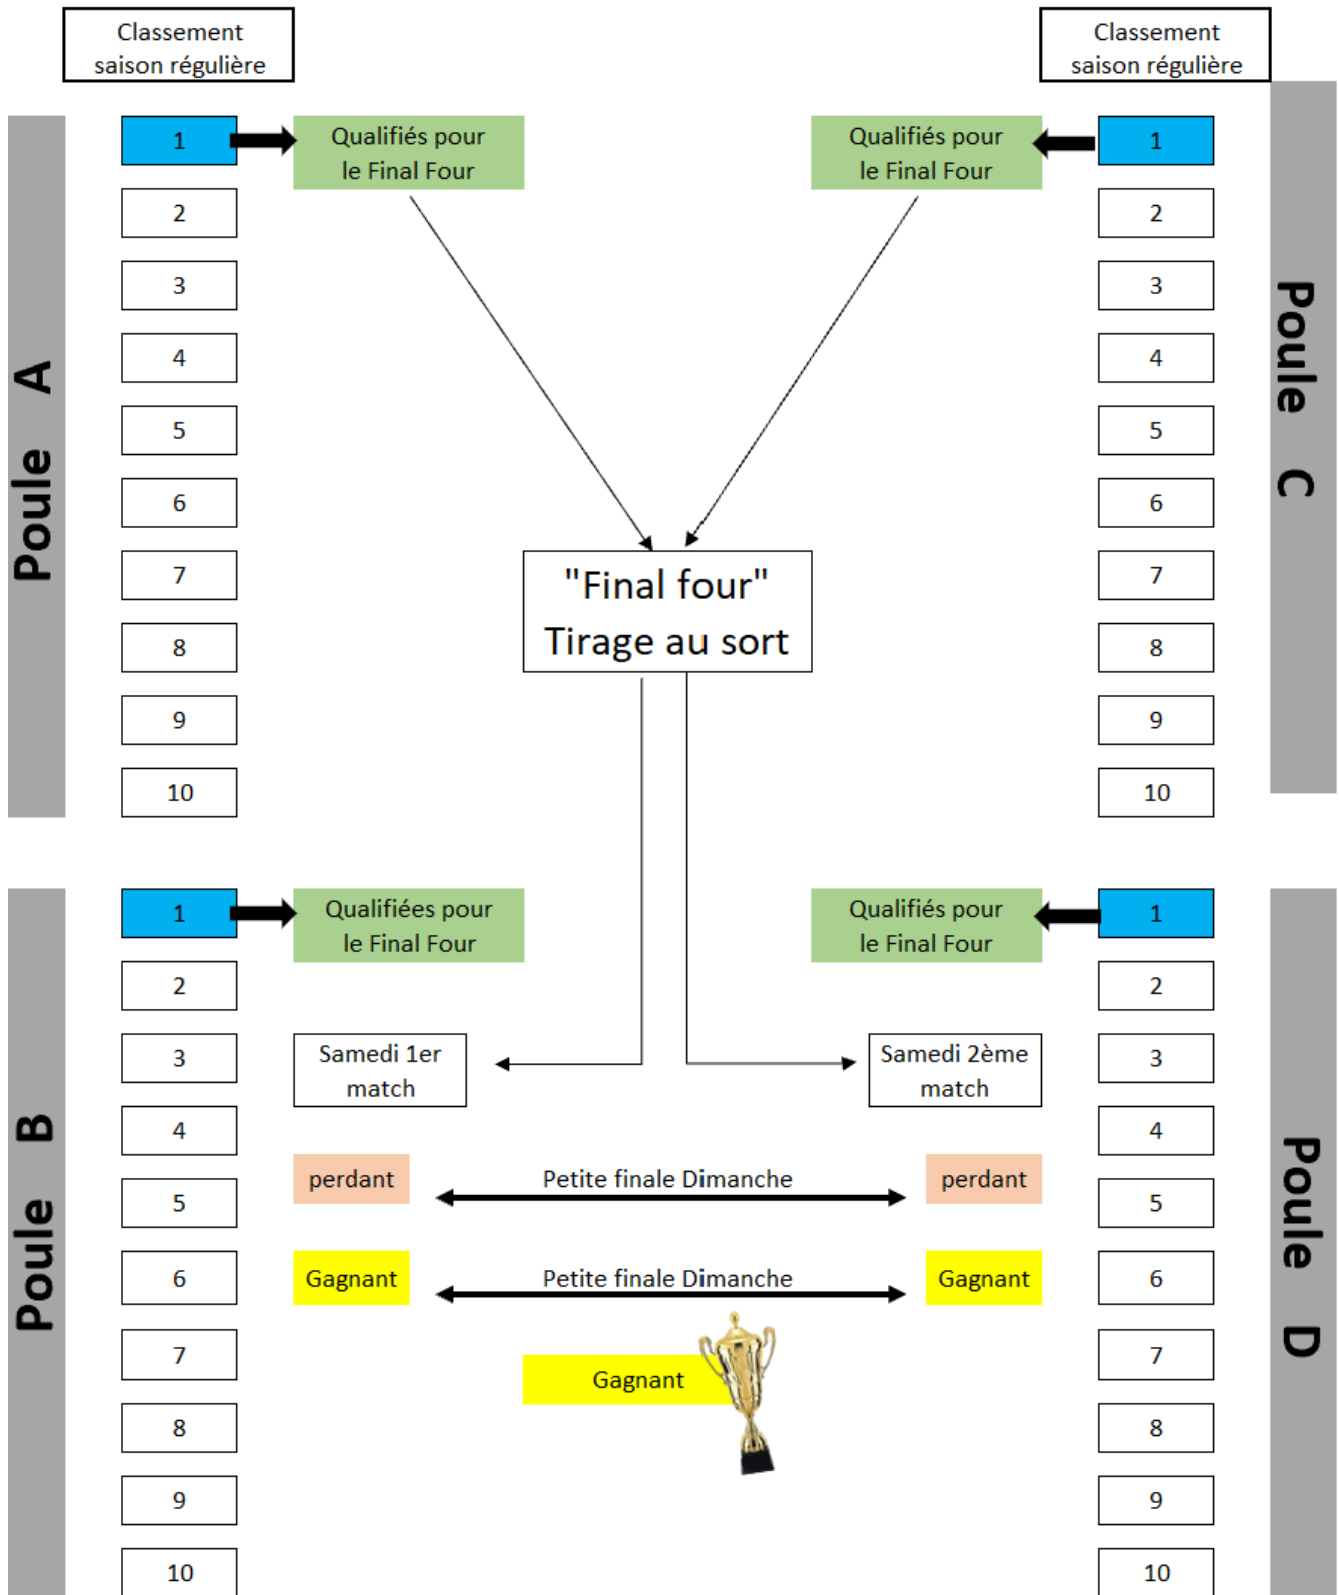 Classement
saison régulière
Classement
saison régulière
Poule A
1
2
3
4
5
6
7
8
9
10
Qualifiés pour
le Final Four
Qualifiés pour
le Final Four
1
2
3
4
5
6
7
8
9
10
Poule C
"Final four"
Tirage au sort
Poule B
1
2
3
4
5
6
7
8
9
10
Qualifiées pour
le Final Four
Qualifiés pour
le Final Four
Samedi 1er
match
Samedi 2ème
match
perdant
Petite finale Dimanche
perdant
Gagnant
Petite finale Dimanche
Gagnant
Gagnant
1
2
3
4
5
6
7
8
9
10
Poule D